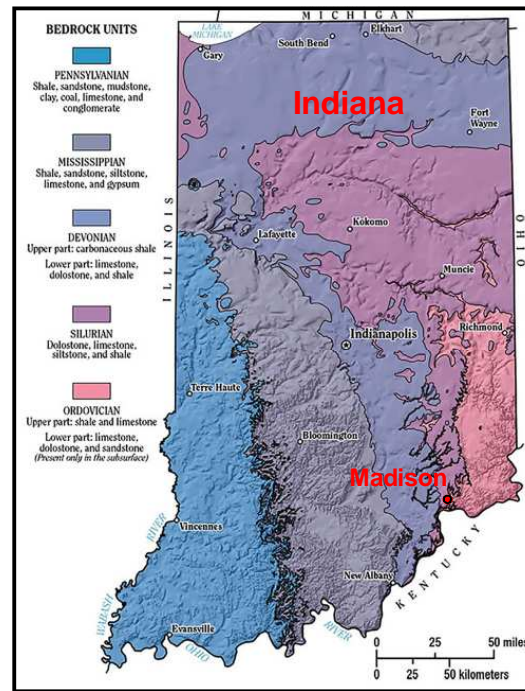 BEDROCK UNITS
PENNSYLVANIAN
Shale, sandstone, mudstone,
clay, coal, limestone, and
conglomerate
MISSISSIPPIAN
Shale, sandstone, siltstone,
limestone, and gypsum
DEVONIAN
Upper part: carbonaceous shale
Lower part: limestone,
dolostone, and shale
SILURIAN
Dolostone, limestone,
siltstone, and shale
ORDOVICIAN
Upper part: shale and limestone
Lower part: limestone,
dolostone, and sandstone
(Present only in the subsurface)
MICHIGAN
LAKE
MICHIGAN
Gary
South Bend
Elkhart
Indiana
Fort
Wayne
ILLINOIS
OHIO
Lafayette
Kokomo
Muncie
Indianapolis
Richmond
Terre Haute
Bloomington
Madison
Vincennes
New Albany
KENTUCKY
Evansville
WABASH
RIVER
OHIO
RIVER
0 25 50 miles
0 25 50 kilometers